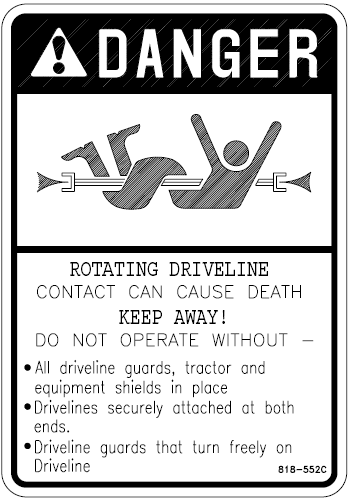 DANGER
ROTATING DRIVELINE
CONTACT CAN CAUSE DEATH
KEEP AWAY!
DO NOT OPERATE WITHOUT –
• All driveline guards, tractor and
equipment shields in place
• Drivelines securely attached at both
ends.
• Driveline guards that turn freely on
Driveline
818-552C